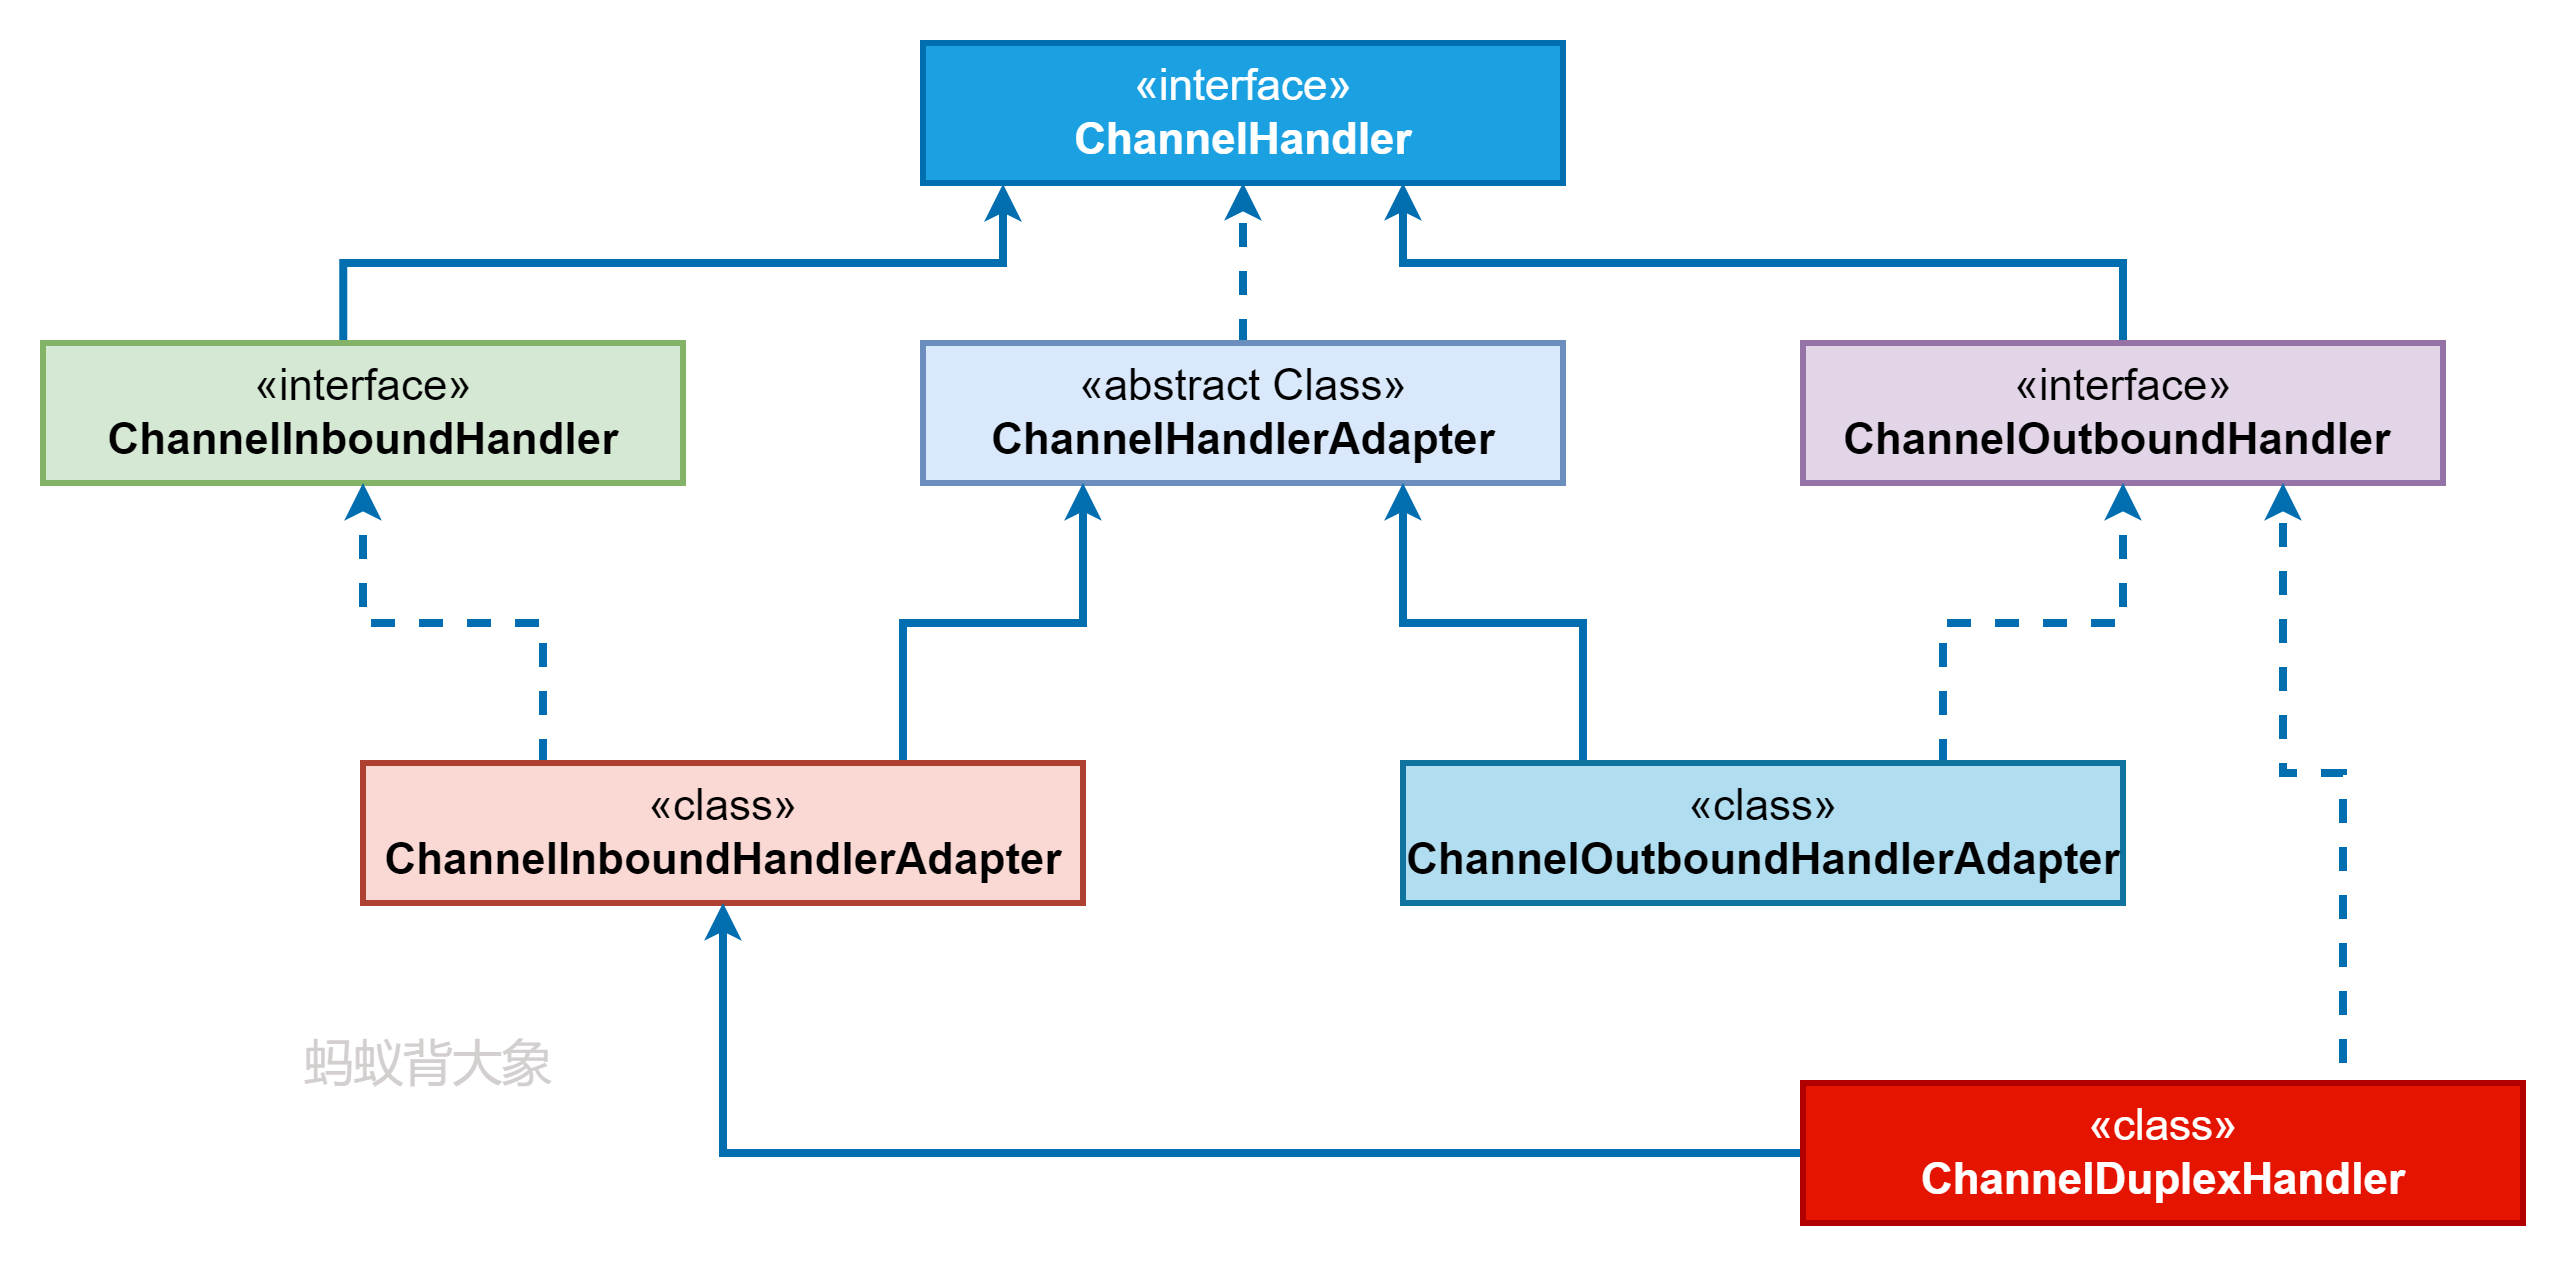 «interface»
ChannelHandler
«interface»
ChannelInboundHandler
«abstract Class»
ChannelHandlerAdapter
«interface»
ChannelOutboundHandler
«class»
ChannelInboundHandlerAdapter
«class»
ChannelOutboundHandlerAdapter
蚂蚁背大象
«class»
ChannelDuplexHandler